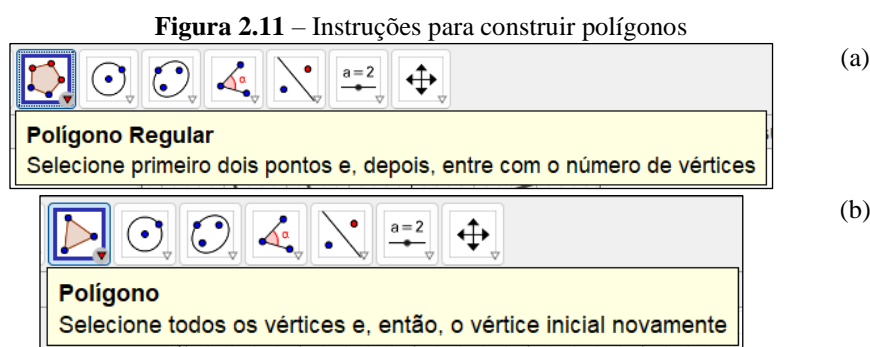 Figura 2.11 – Instruções para construir polígonos
(a)
α
a = 2
Polígono Regular
Selecione primeiro dois pontos e, depois, entre com o número de vértices
(b)
α
a = 2
Polígono
Selecione todos os vértices e, então, o vértice inicial novamente